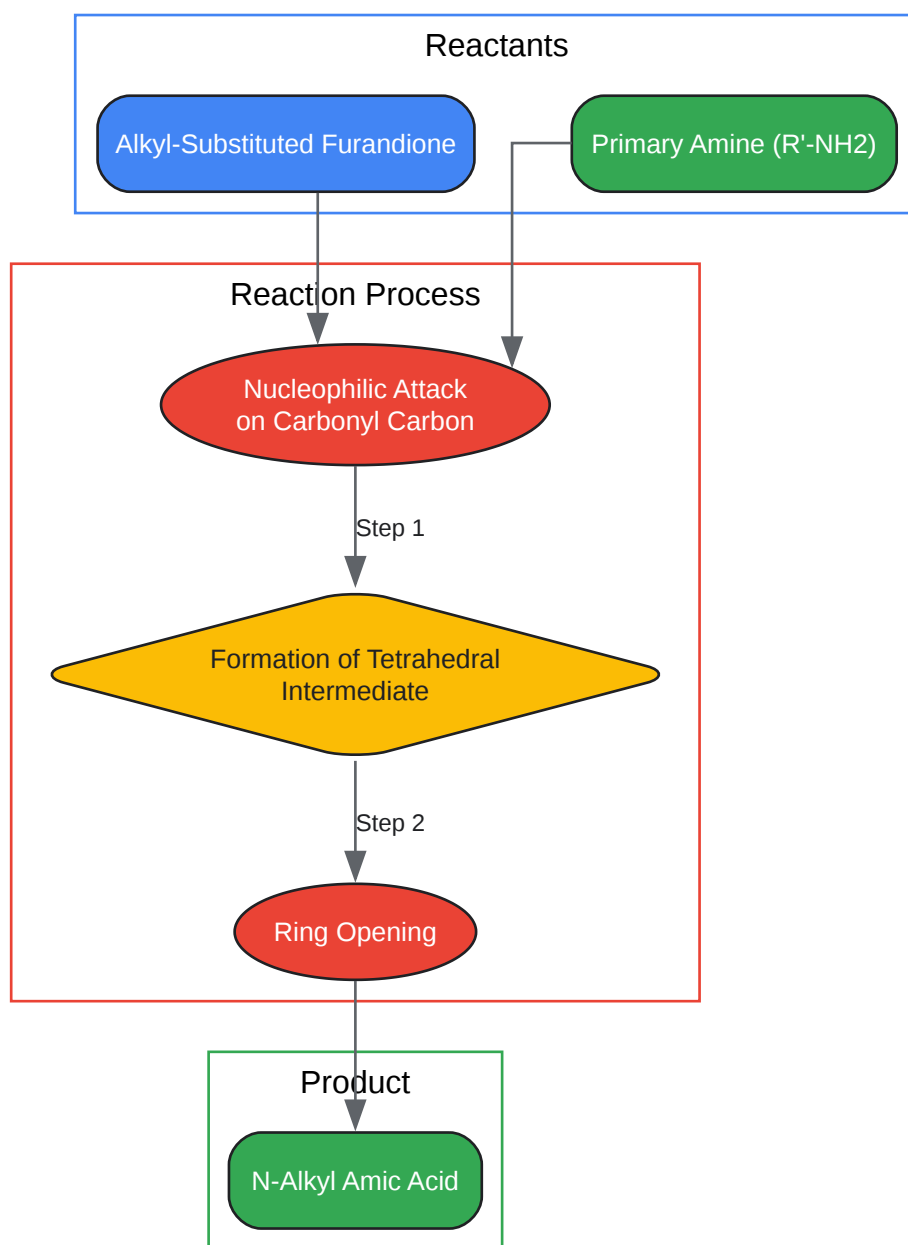 Reactants
Alkyl-Substituted Furandione
Primary Amine (R'-NH2)
Reaction Process
Nucleophilic Attack
on Carbonyl Carbon
Step 1
Formation of Tetrahedral
Intermediate
Step 2
Ring Opening
Product
N-Alkyl Amic Acid